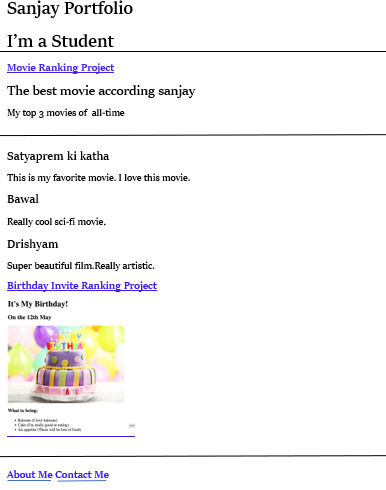 Sanjay Portfolio
I'm a Student
Movie Ranking Project
The best movie according sanjay
My top 3 movies of all-time
Satyaprem ki katha
This is my favorite movie. I love this movie.
Bawal
Really cool sci-fi movie.
Drishyam
Super beautiful film.Really artistic.
Birthday Invite Ranking Project
It's My Birthday!
On the 12th May
BIRTHDAY
What to bring:
Baloons (I love baloons)
Cake (I'm really good at eating)
An appetite (There will be lots of food)
About Me Contact Me